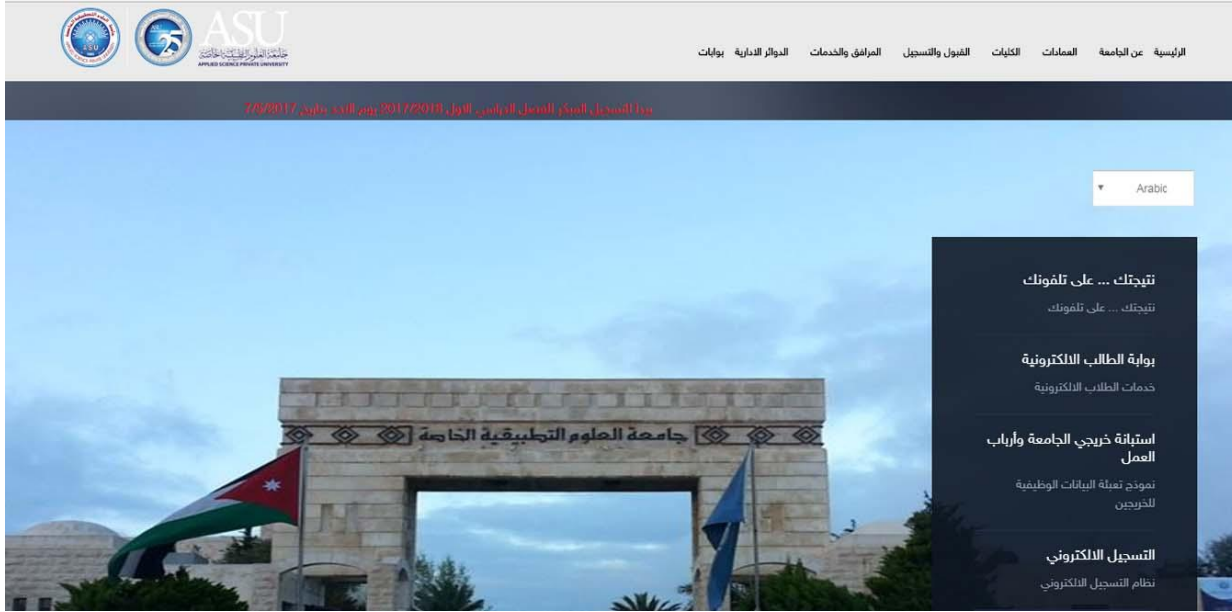 ASU
جامعة العلوم التطبيقية الخاصة
APPLIED SCIENCE PRIVATE UNIVERSITY
الرئيسية عن الجامعة العمادات الكليات القبول والتسجيل المرافق والخدمات الدوائر الادارية بوابات
التسجيل المبكر للفصل الدراسي الاول 2017/2018 يوم الاحد بتاريخ 7/5/2017
Arabic
نتيجتك ... على تلفونك
نتيجتك ... على تلفونك
بوابة الطالب الالكترونية
خدمات الطلاب الالكترونية
استبانة خريجي الجامعة وأرباب
العمل
نموذج تعبئة البيانات الوظيفية
للخريجين
التسجيل الالكتروني
نظام التسجيل الالكتروني
جامعة العلوم التطبيقية الخاصة